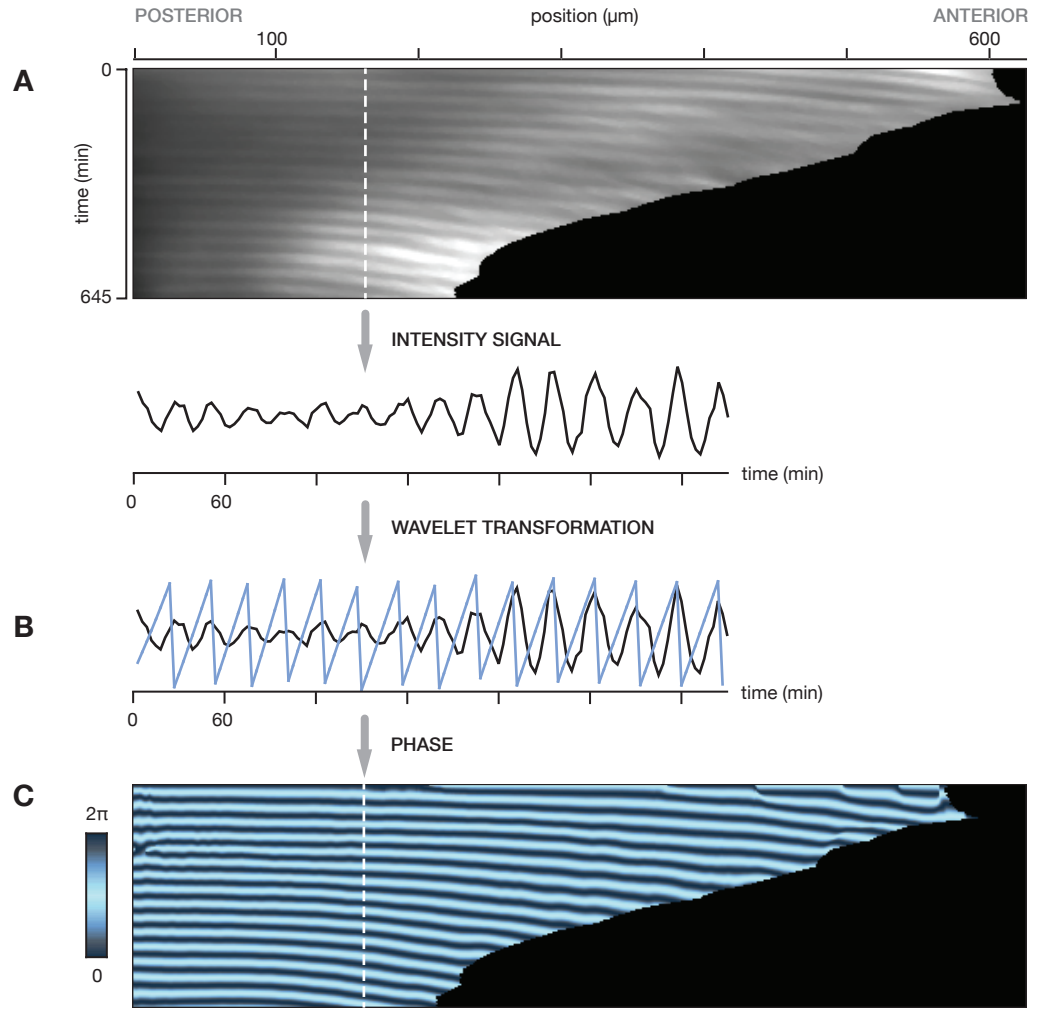 POSTERIOR position (µm) ANTERIOR
100 600
A
0
time (min)
645
INTENSITY SIGNAL
time (min)
0 60
WAVELET TRANSFORMATION
B
time (min)
0 60
PHASE
C
2π
0